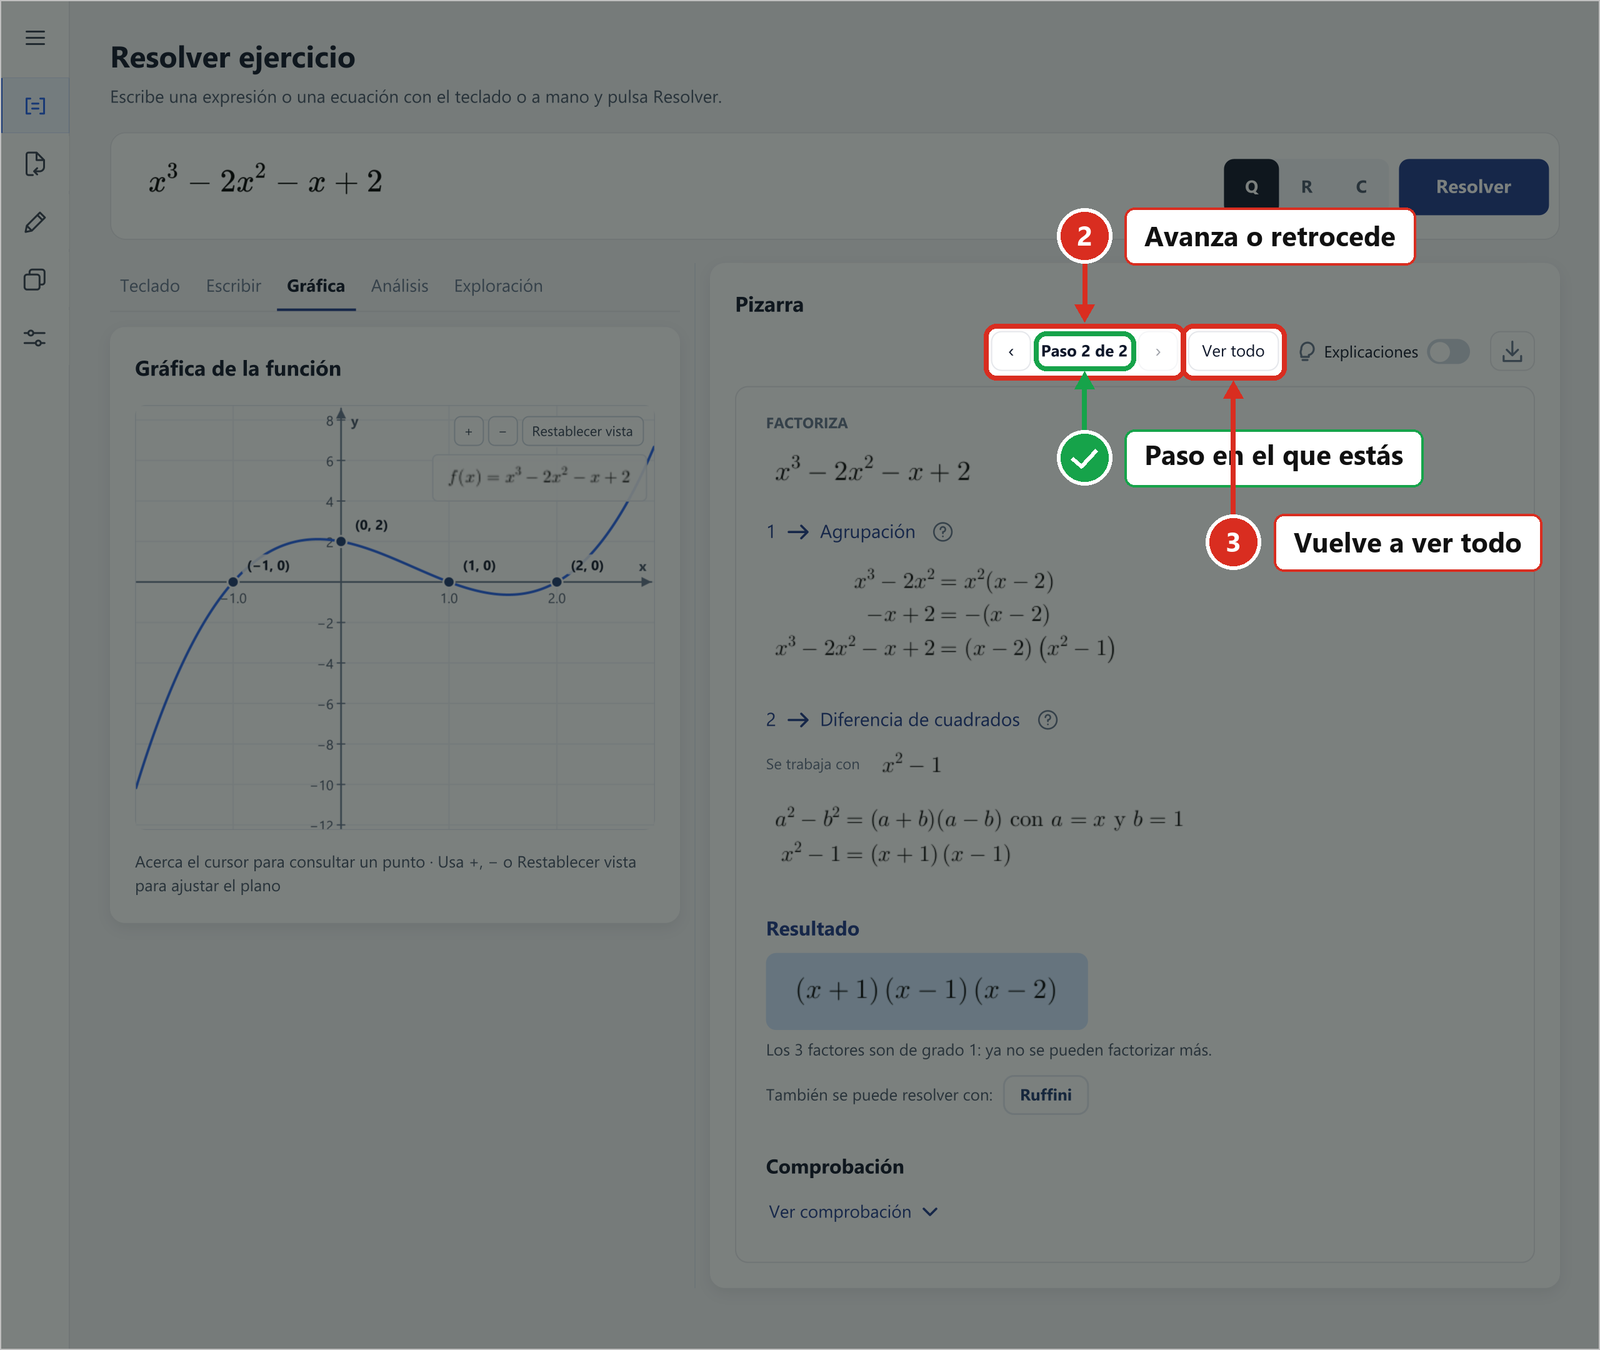 Resolver ejercicio
Escribe una expresión o una ecuación con el teclado o a mano y pulsa Resolver.
x³ − 2x² − x + 2
Q R C Resolver
2 Avanza o retrocede
Teclado Escribir Gráfica Análisis Exploración
Pizarra
‹ Paso 2 de 2 › Ver todo Explicaciones
Paso en el que estás
3 Vuelve a ver todo
Gráfica de la función
+ − Restablecer vista
f(x) = x³ − 2x² − x + 2
y
8
6
4
2
−2
−4
−6
−8
−10
−12
(0, 2)
(−1, 0) (1, 0) (2, 0) x
−1.0 1.0 2.0
Acerca el cursor para consultar un punto · Usa +, − o Restablecer vista
para ajustar el plano
FACTORIZA
x³ − 2x² − x + 2
1 → Agrupación ?
x³ − 2x² = x²(x − 2)
−x + 2 = −(x − 2)
x³ − 2x² − x + 2 = (x − 2) (x² − 1)
2 → Diferencia de cuadrados ?
Se trabaja con x² − 1
a² − b² = (a + b)(a − b) con a = x y b = 1
x² − 1 = (x + 1) (x − 1)
Resultado
(x + 1) (x − 1) (x − 2)
Los 3 factores son de grado 1: ya no se pueden factorizar más.
También se puede resolver con: Ruffini
Comprobación
Ver comprobación